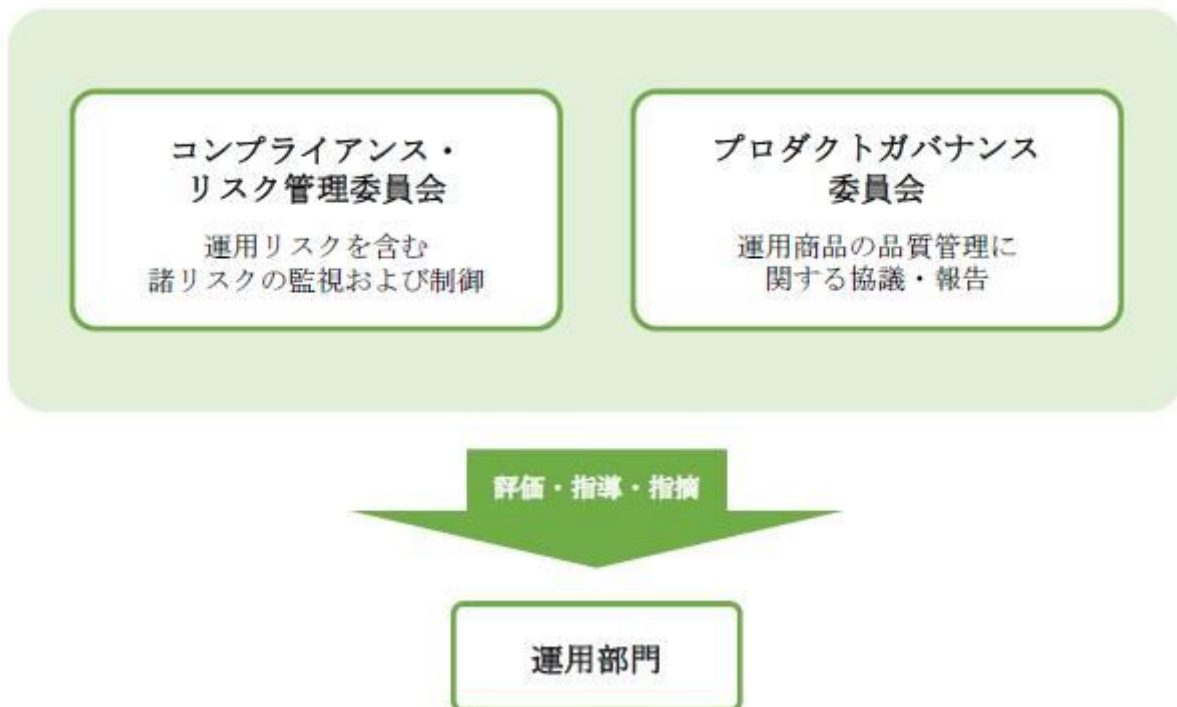 コンプライアンス・
リスク管理委員会
運用リスクを含む
諸リスクの監視および制御
プロダクトガバナンス
委員会
運用商品の品質管理に
関する協議・報告
評価・指導・指摘
運用部門